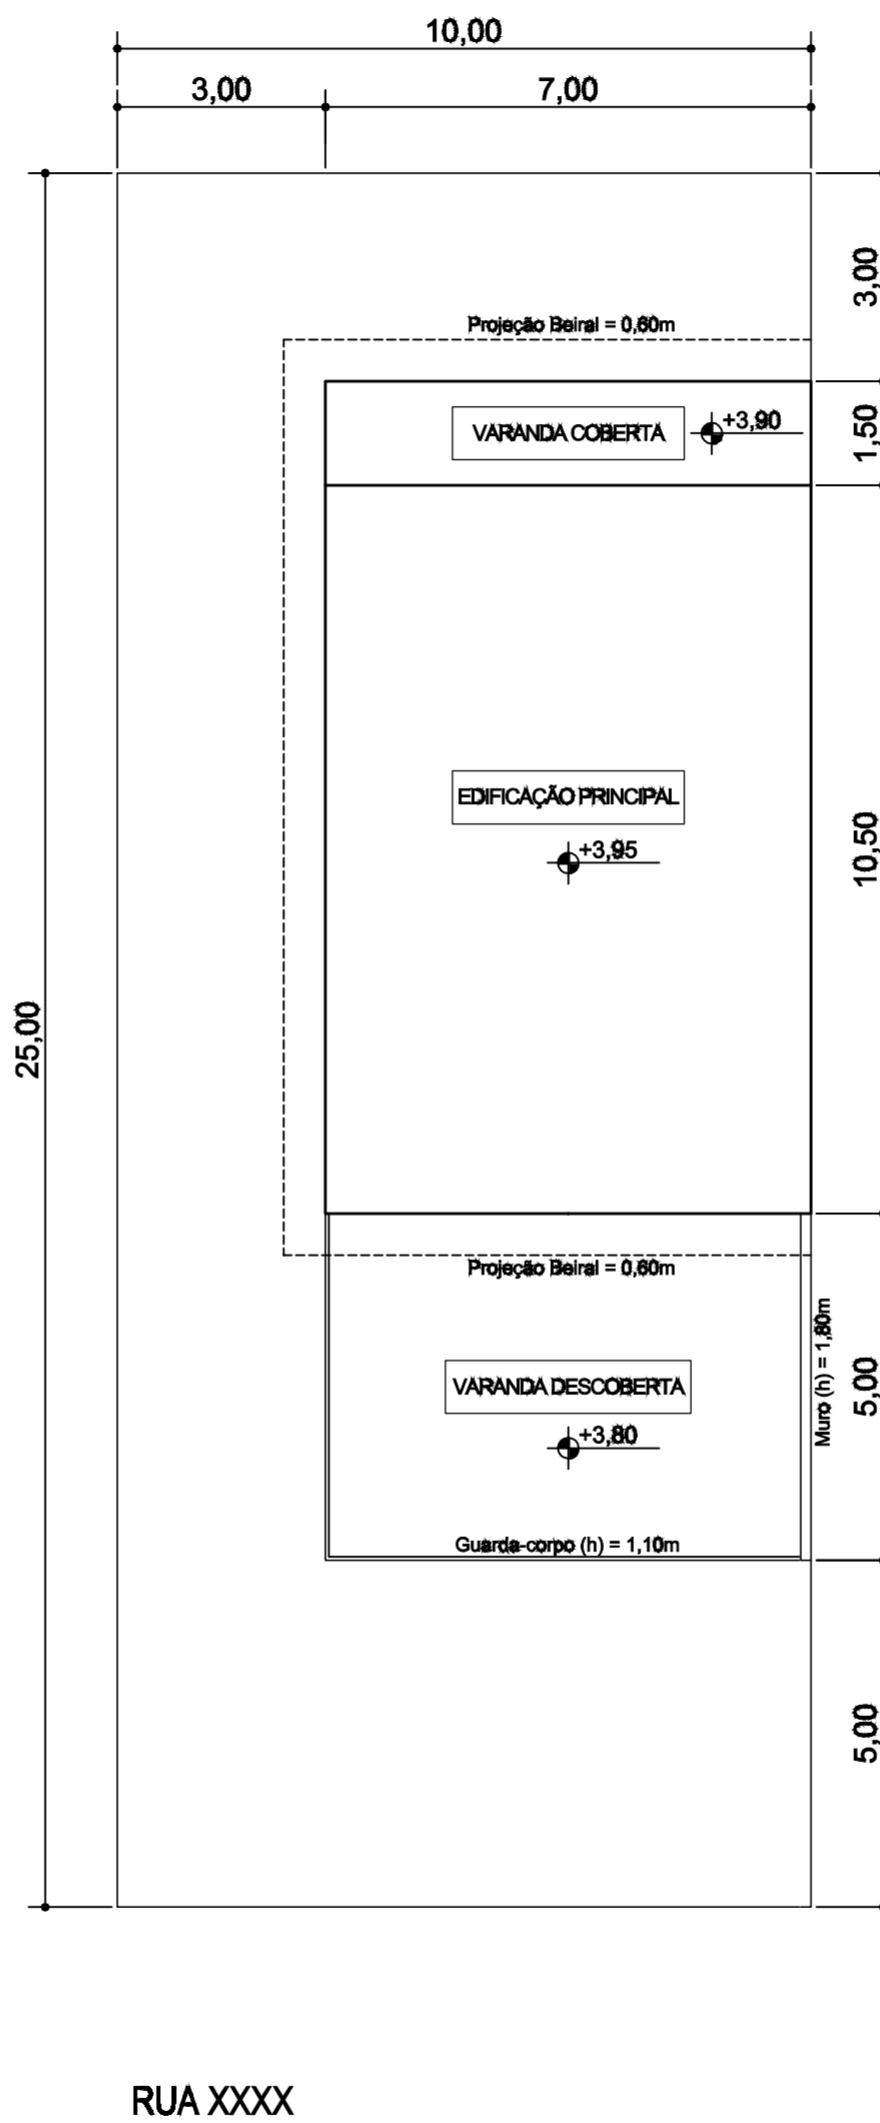 10,00
3,00
7,00
3,00
Projeção Beiral = 0,60m
VARANDA COBERTA
+3,90
1,50
EDIFICAÇÃO PRINCIPAL
+3,95
10,50
25,00
Projeção Beiral = 0,60m
VARANDA DESCOBERTA
+3,80
Muro (h) = 1,80m
5,00
Guarda-corpo (h) = 1,10m
5,00
RUA XXXX